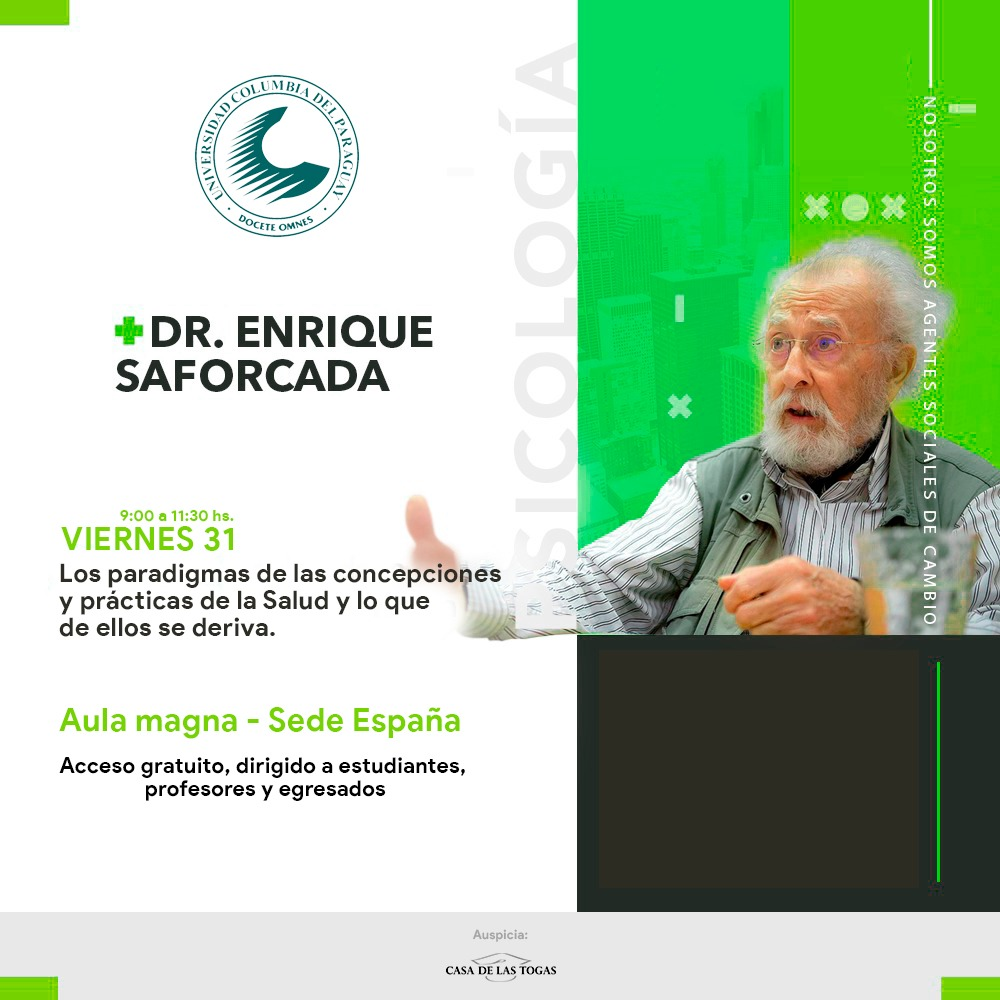 UNIVERSIDAD COLUMBIA DEL PARAGUAY
DOCETE OMNES
DR. ENRIQUE
SAFORCADA
9:00 a 11:30 hs.
VIERNES 31
Los paradigmas de las concepciones
y prácticas de la Salud y lo que
de ellos se deriva.
Aula magna - Sede España
Acceso gratuito, dirigido a estudiantes,
profesores y egresados
PSICOLOGÍA
NOSOTROS SOMOS AGENTES SOCIALES DE CAMBIO
Auspicia:
CASA DE LAS TOGAS